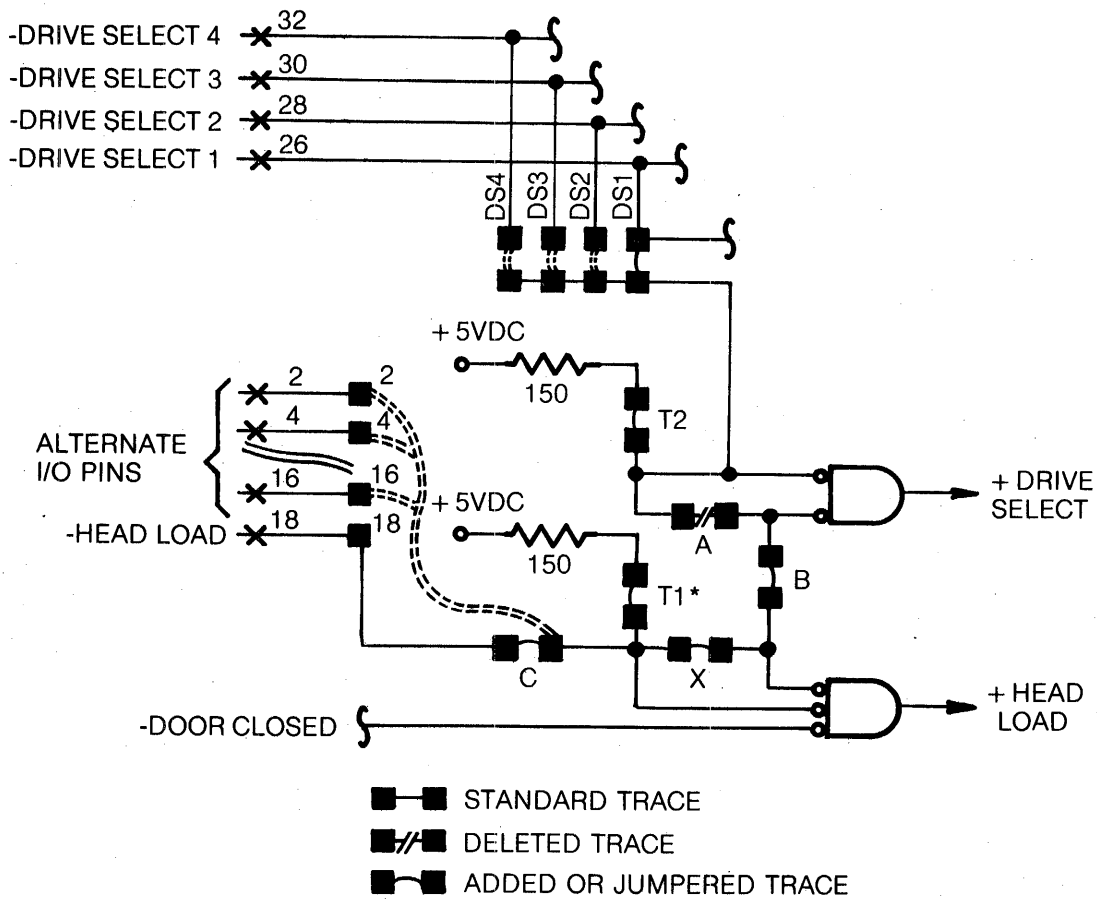 -DRIVE SELECT 4 32
-DRIVE SELECT 3 30
-DRIVE SELECT 2 28
-DRIVE SELECT 1 26
DS4 DS3 DS2 DS1
+ 5VDC
150
T2
ALTERNATE
I/O PINS
2 2
4 4
16 16
-HEAD LOAD 18 18
+ 5VDC
150
T1*
A
B
C
X
+ DRIVE
SELECT
-DOOR CLOSED
+ HEAD
LOAD
STANDARD TRACE
DELETED TRACE
ADDED OR JUMPERED TRACE